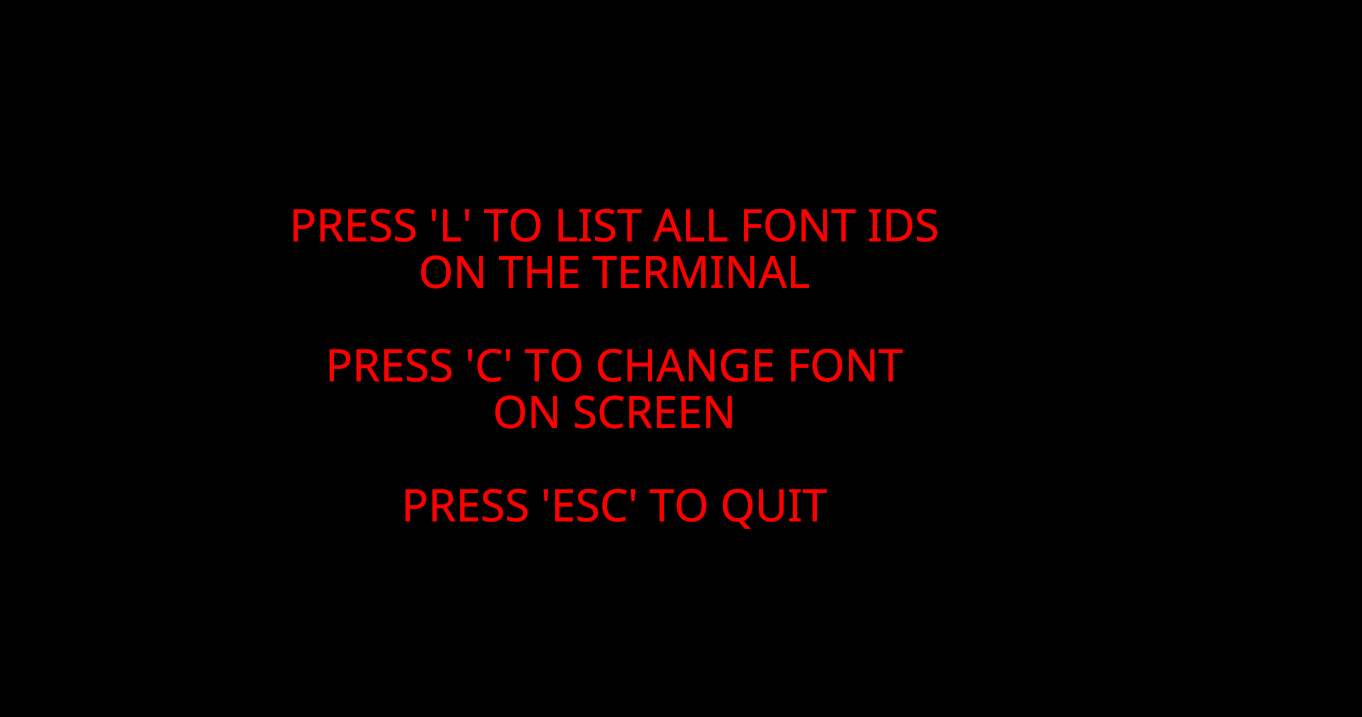 PRESS 'L' TO LIST ALL FONT IDS
ON THE TERMINAL
PRESS 'C' TO CHANGE FONT
ON SCREEN
PRESS 'ESC' TO QUIT